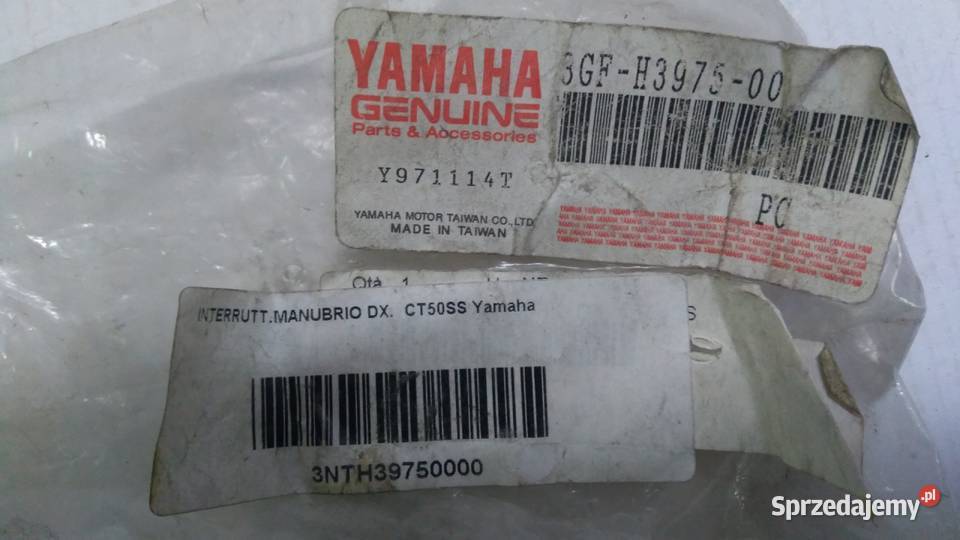 YAMAHA
GENUINE
Parts & Accessories
3GF-H3975-00
Y971114T
PC
YAMAHA MOTOR TAIWAN CO., LTD
MADE IN TAIWAN
Qtà 1
INTERRUTT.MANUBRIO DX. CT50SS Yamaha
3NTH39750000
Sprzedajemy.pl